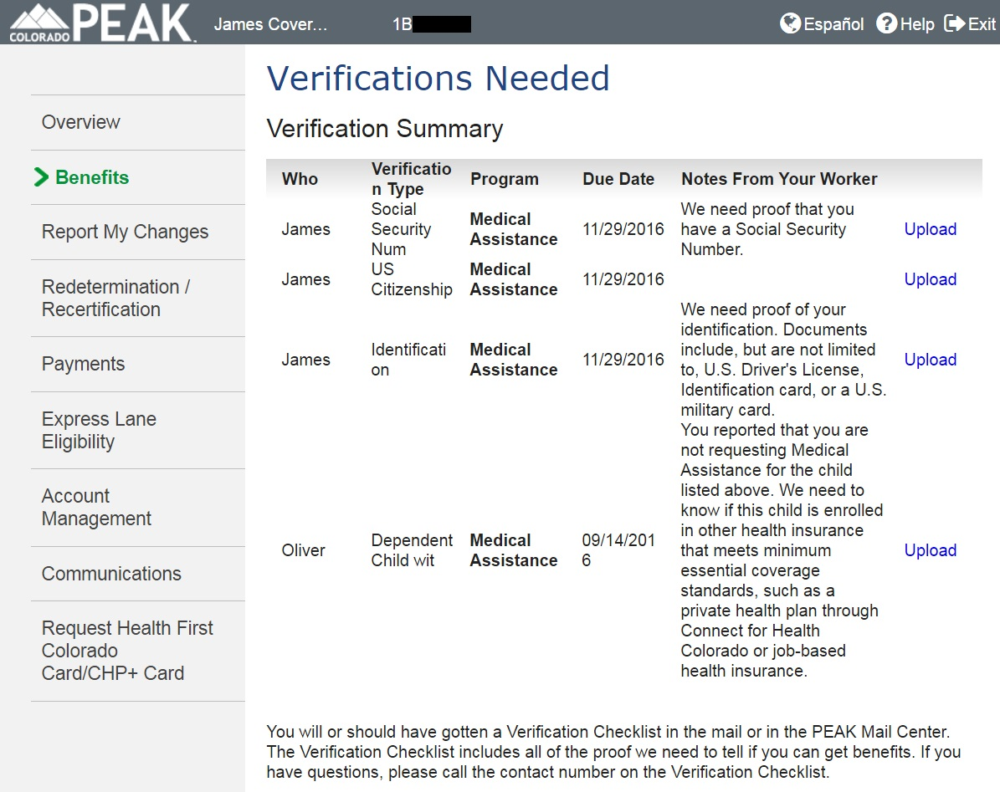 COLORADO PEAK James Cover... 1B Español Help Exit
Overview
Benefits
Report My Changes
Redetermination /
Recertification
Payments
Express Lane
Eligibility
Account
Management
Communications
Request Health First
Colorado
Card/CHP+ Card
Verifications Needed
Verification Summary
Who Verificatio
n Type Program Due Date Notes From Your Worker
James Social
Security
Num Medical
Assistance 11/29/2016 We need proof that you
have a Social Security
Number. Upload
James US
Citizenship Medical
Assistance 11/29/2016 Upload
James Identificati
on Medical
Assistance 11/29/2016 We need proof of your
identification. Documents
include, but are not limited
to, U.S. Driver's License,
Identification card, or a U.S.
military card. Upload
Oliver Dependent
Child wit Medical
Assistance 09/14/201
6 You reported that you are
not requesting Medical
Assistance for the child
listed above. We need to
know if this child is enrolled
in other health insurance
that meets minimum
essential coverage
standards, such as a
private health plan through
Connect for Health
Colorado or job-based
health insurance. Upload
You will or should have gotten a Verification Checklist in the mail or in the PEAK Mail Center.
The Verification Checklist includes all of the proof we need to tell if you can get benefits. If you
have questions, please call the contact number on the Verification Checklist.